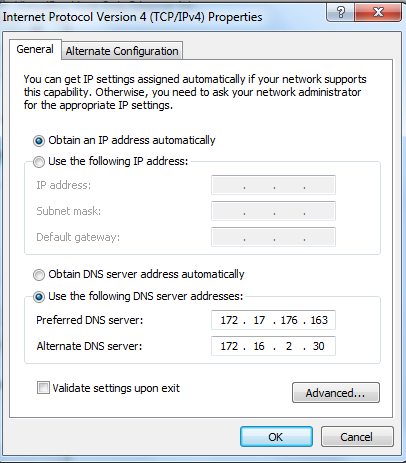 Internet Protocol Version 4 (TCP/IPv4) Properties
General
Alternate Configuration
You can get IP settings assigned automatically if your network supports
this capability. Otherwise, you need to ask your network administrator
for the appropriate IP settings.
Obtain an IP address automatically
Use the following IP address:
IP address:
. . .
Subnet mask:
. . .
Default gateway:
. . .
Obtain DNS server address automatically
Use the following DNS server addresses:
Preferred DNS server:
172 . 17 . 176 . 163
Alternate DNS server:
172 . 16 . 2 . 30
Validate settings upon exit
Advanced...
OK
Cancel